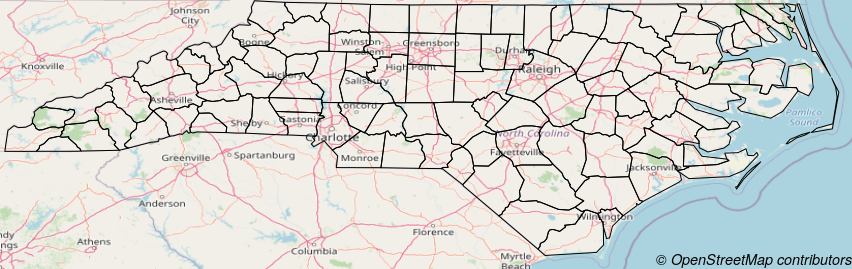 Johnson
City
Boone
Winston-
Salem
Greensboro
Durham
Knoxville
Hickory
High Point
Raleigh
Salisbury
Asheville
Concord
Pamlico
Sound
Shelby
Gastonia
Charlotte
North Carolina
Greenville
Spartanburg
Monroe
Fayetteville
Jacksonville
Anderson
Wilmington
Athens
Columbia
Florence
Myrtle
Beach
© OpenStreetMap contributors